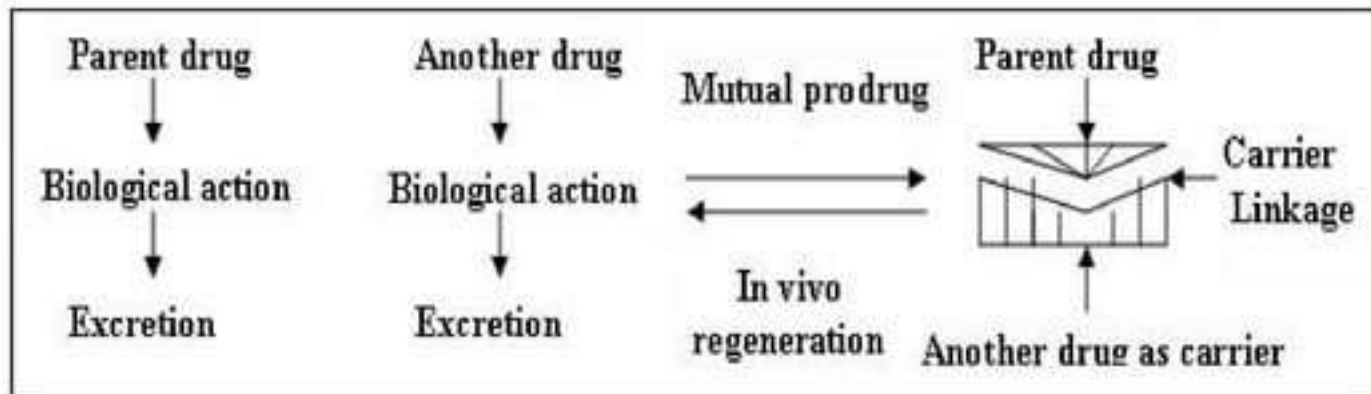 Parent drug
Biological action
Excretion
Another drug
Biological action
Excretion
Mutual prodrug
In vivo
regeneration
Parent drug
Carrier
Linkage
Another drug as carrier